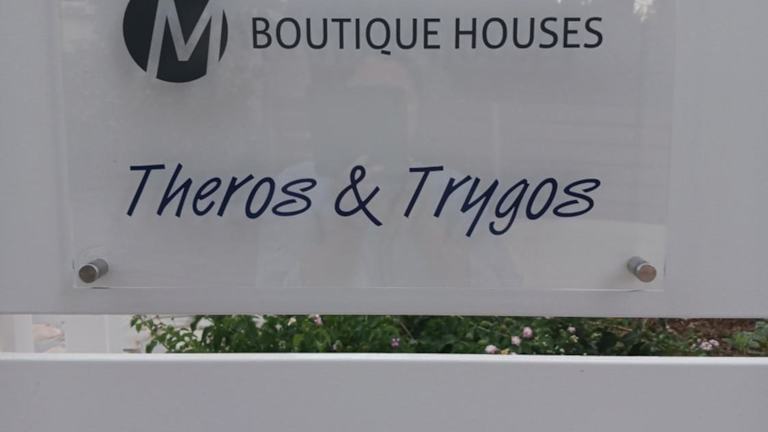 M BOUTIQUE HOUSES
Theros & Trygos